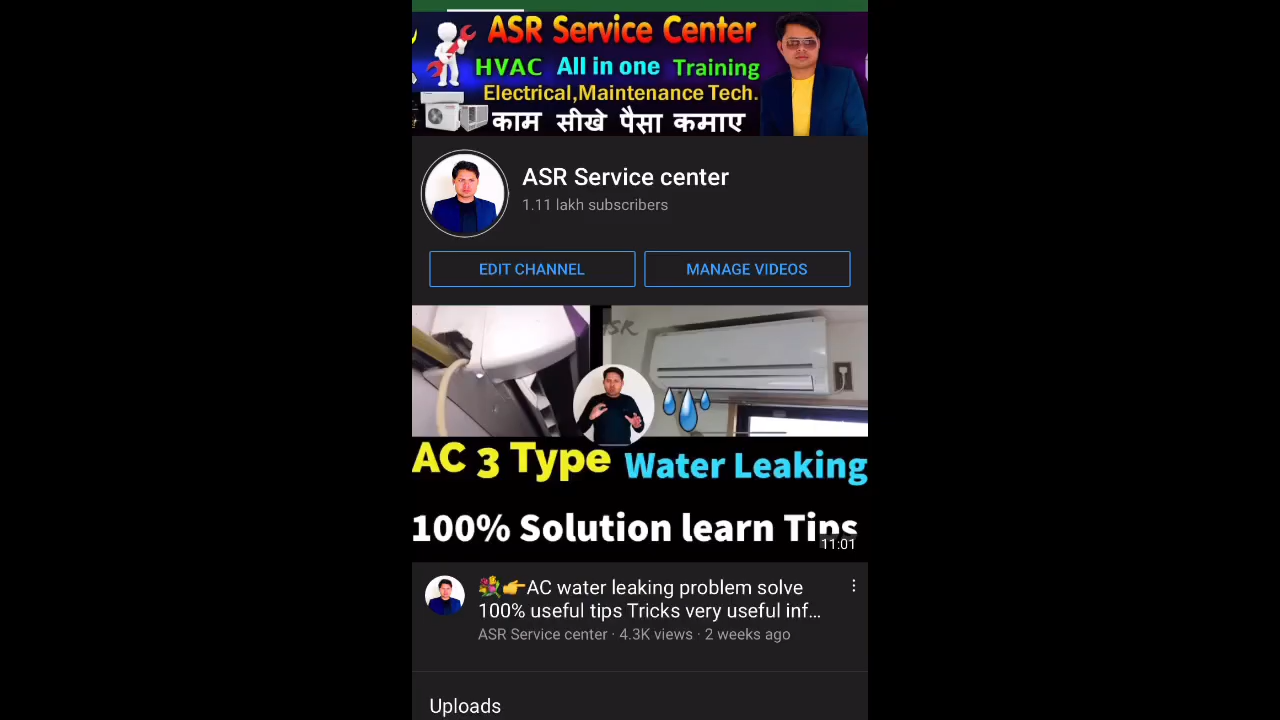 ASR Service Center
HVAC All in one Training
Electrical,Maintenance Tech.
काम सीखे पैसा कमाए
ASR Service center
1.11 lakh subscribers
EDIT CHANNEL
MANAGE VIDEOS
ASR
AC 3 Type Water Leaking
100% Solution learn Tips
11:01
💐👉AC water leaking problem solve
100% useful tips Tricks very useful inf...
ASR Service center · 4.3K views · 2 weeks ago
Uploads